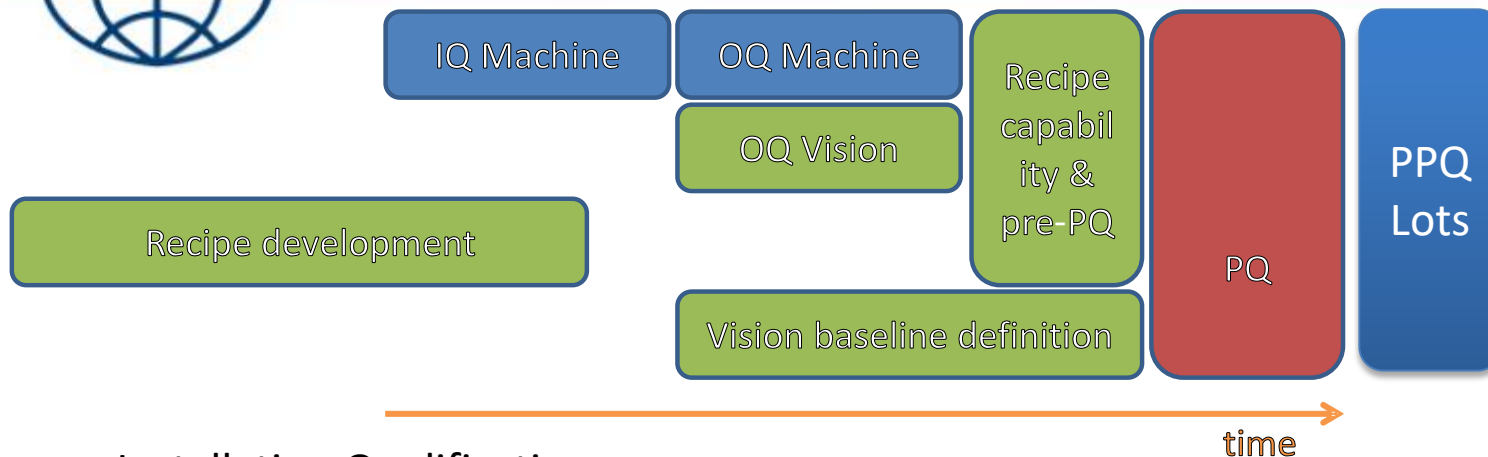 IQ Machine
OQ Machine
Recipe
capabil
ity &
pre-PQ
OQ Vision
PPQ
Lots
Recipe development
PQ
Vision baseline definition
time